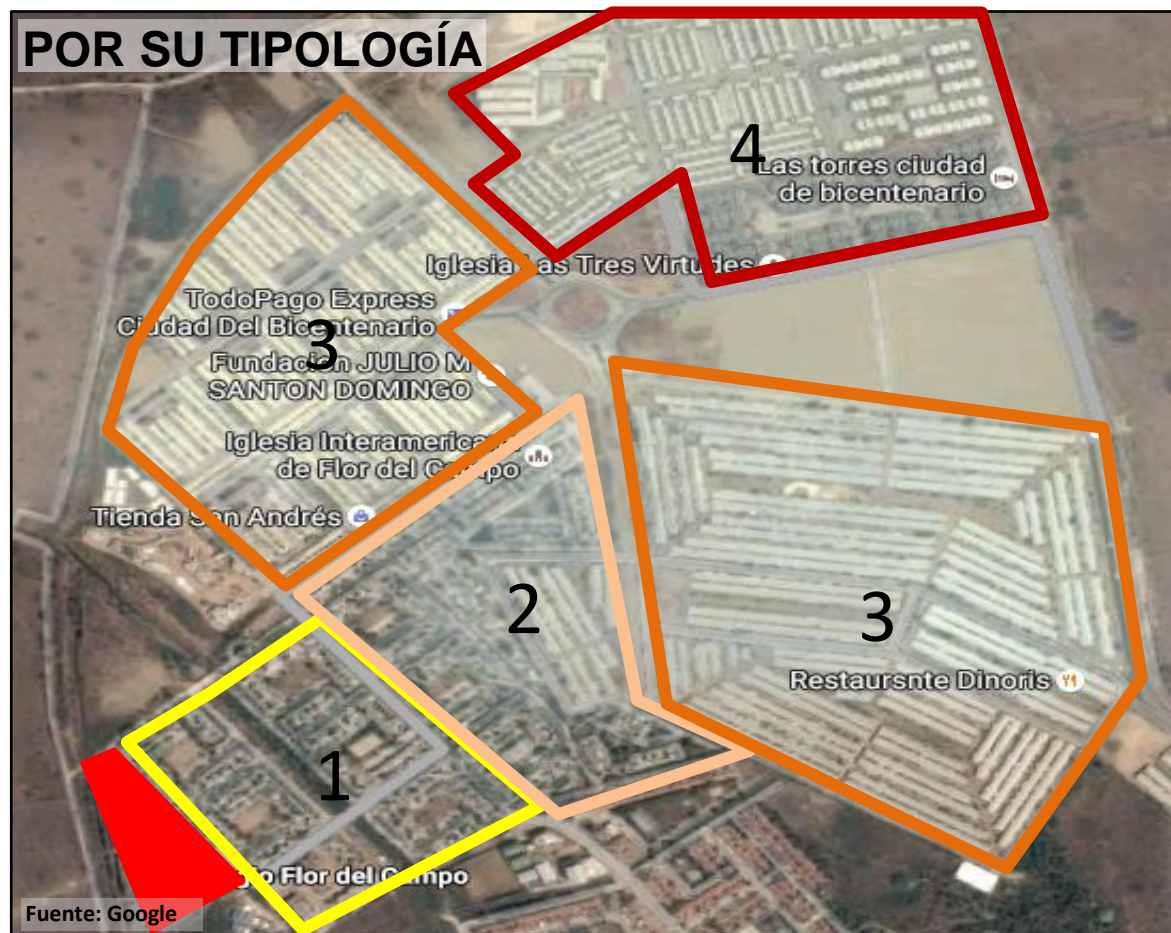 POR SU TIPOLOGÍA
4
Las torres ciudad
de bicentenario
Iglesia Las Tres Virtudes
TodoPago Express
Ciudad Del Bicentenario
3
Fundación JULIO M
SANTON DOMINGO
Iglesia Interamericana
de Flor del Campo
Tienda San Andrés
2
3
Restaursnte Dinoris
1
Flor del Campo
Fuente: Google